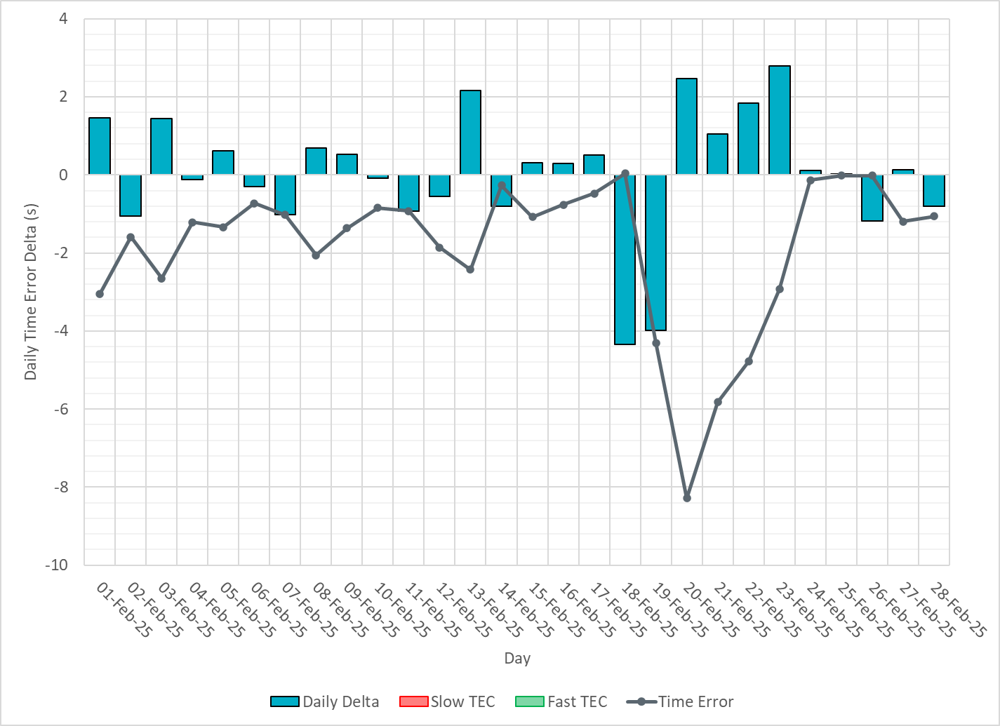 4
2
0
-2
-4
-6
-8
-10
Daily Time Error Delta (s)
01-Feb-25
02-Feb-25
03-Feb-25
04-Feb-25
05-Feb-25
06-Feb-25
07-Feb-25
08-Feb-25
09-Feb-25
10-Feb-25
11-Feb-25
12-Feb-25
13-Feb-25
14-Feb-25
15-Feb-25
16-Feb-25
17-Feb-25
18-Feb-25
19-Feb-25
20-Feb-25
21-Feb-25
22-Feb-25
23-Feb-25
24-Feb-25
25-Feb-25
26-Feb-25
27-Feb-25
28-Feb-25
Day
Daily Delta Slow TEC Fast TEC Time Error